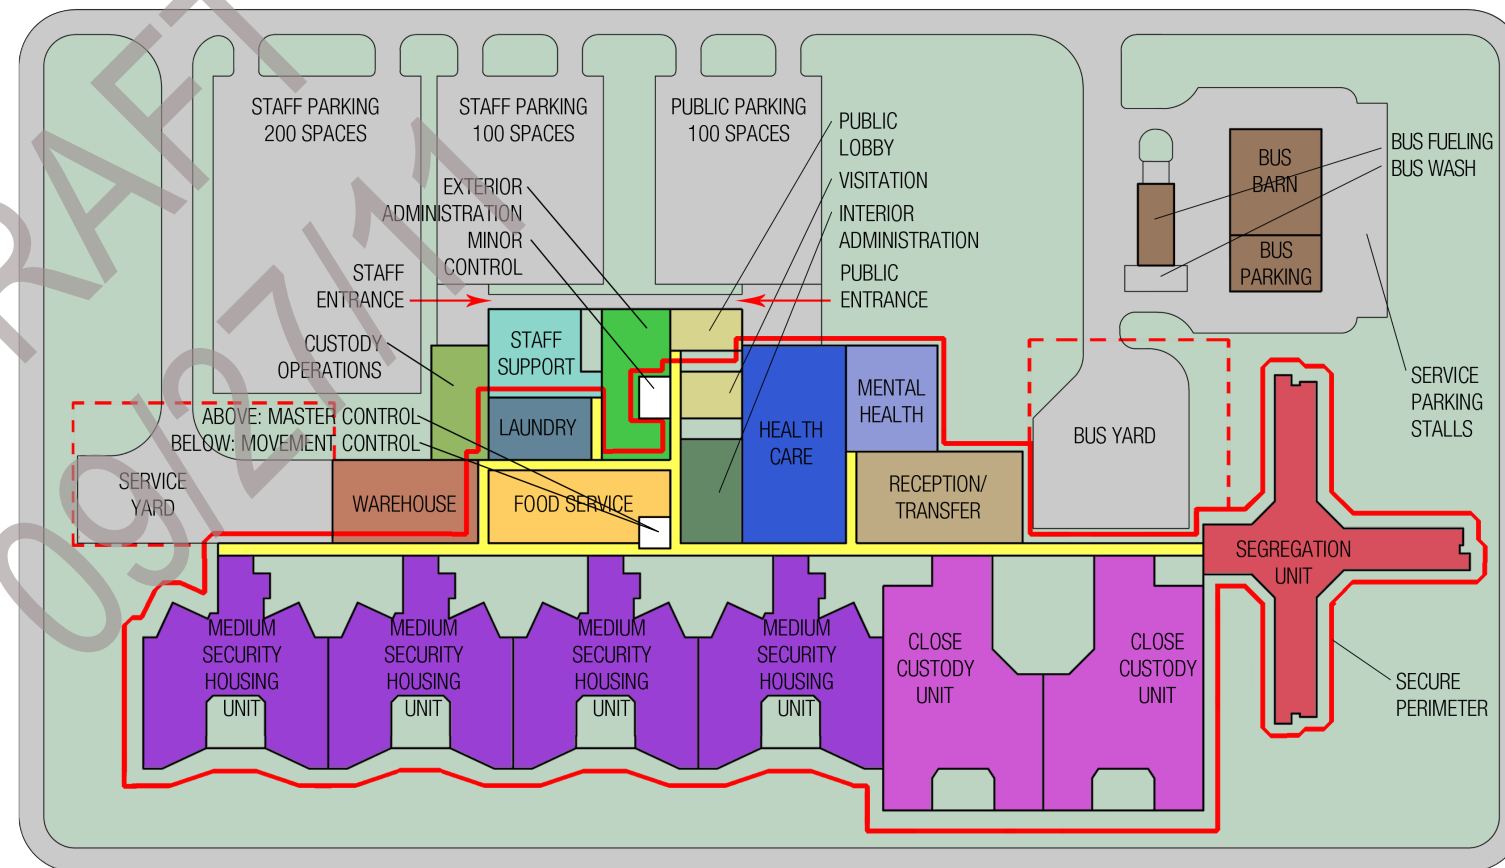 DRAFT
09/27/11
STAFF PARKING
200 SPACES
STAFF PARKING
100 SPACES
PUBLIC PARKING
100 SPACES
PUBLIC
LOBBY
VISITATION
INTERIOR
ADMINISTRATION
PUBLIC
ENTRANCE
EXTERIOR
ADMINISTRATION
MINOR
CONTROL
STAFF
ENTRANCE
CUSTODY
OPERATIONS
ABOVE: MASTER CONTROL
BELOW: MOVEMENT CONTROL
BUS FUELING
BUS WASH
BUS
BARN
BUS
PARKING
SERVICE
PARKING
STALLS
STAFF
SUPPORT
LAUNDRY
HEALTH
CARE
MENTAL
HEALTH
BUS YARD
SERVICE
YARD
WAREHOUSE
FOOD SERVICE
RECEPTION/
TRANSFER
SEGREGATION
UNIT
MEDIUM
SECURITY
HOUSING
UNIT
MEDIUM
SECURITY
HOUSING
UNIT
MEDIUM
SECURITY
HOUSING
UNIT
MEDIUM
SECURITY
HOUSING
UNIT
CLOSE
CUSTODY
UNIT
CLOSE
CUSTODY
UNIT
SECURE
PERIMETER